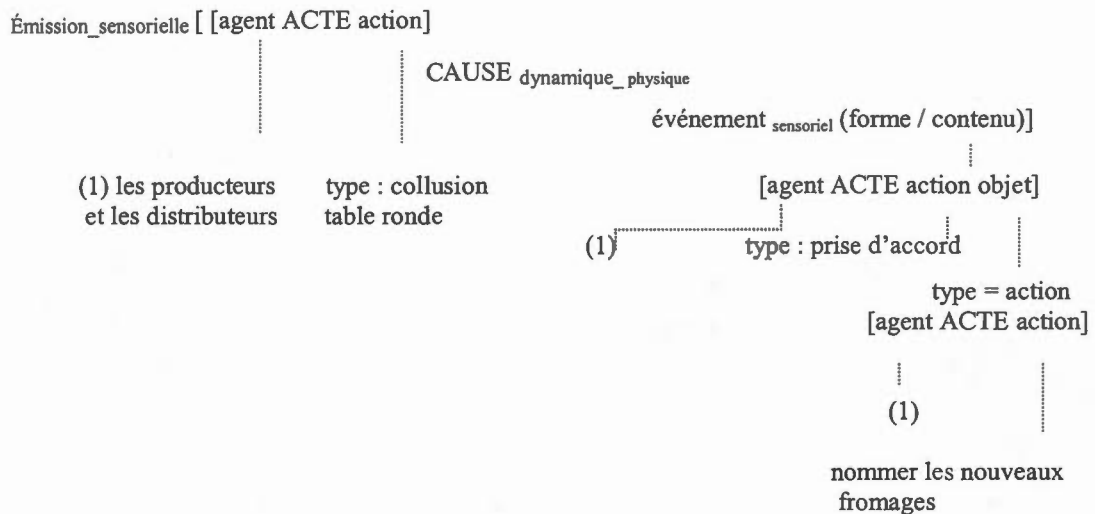 Émission_sensorielle [ [agent ACTE action]
CAUSE dynamique_physique
événement sensoriel (forme / contenu)]
(1) les producteurs type : collusion [agent ACTE action objet]
et les distributeurs table ronde
(1) type : prise d'accord
type = action
[agent ACTE action]
(1)
nommer les nouveaux
fromages